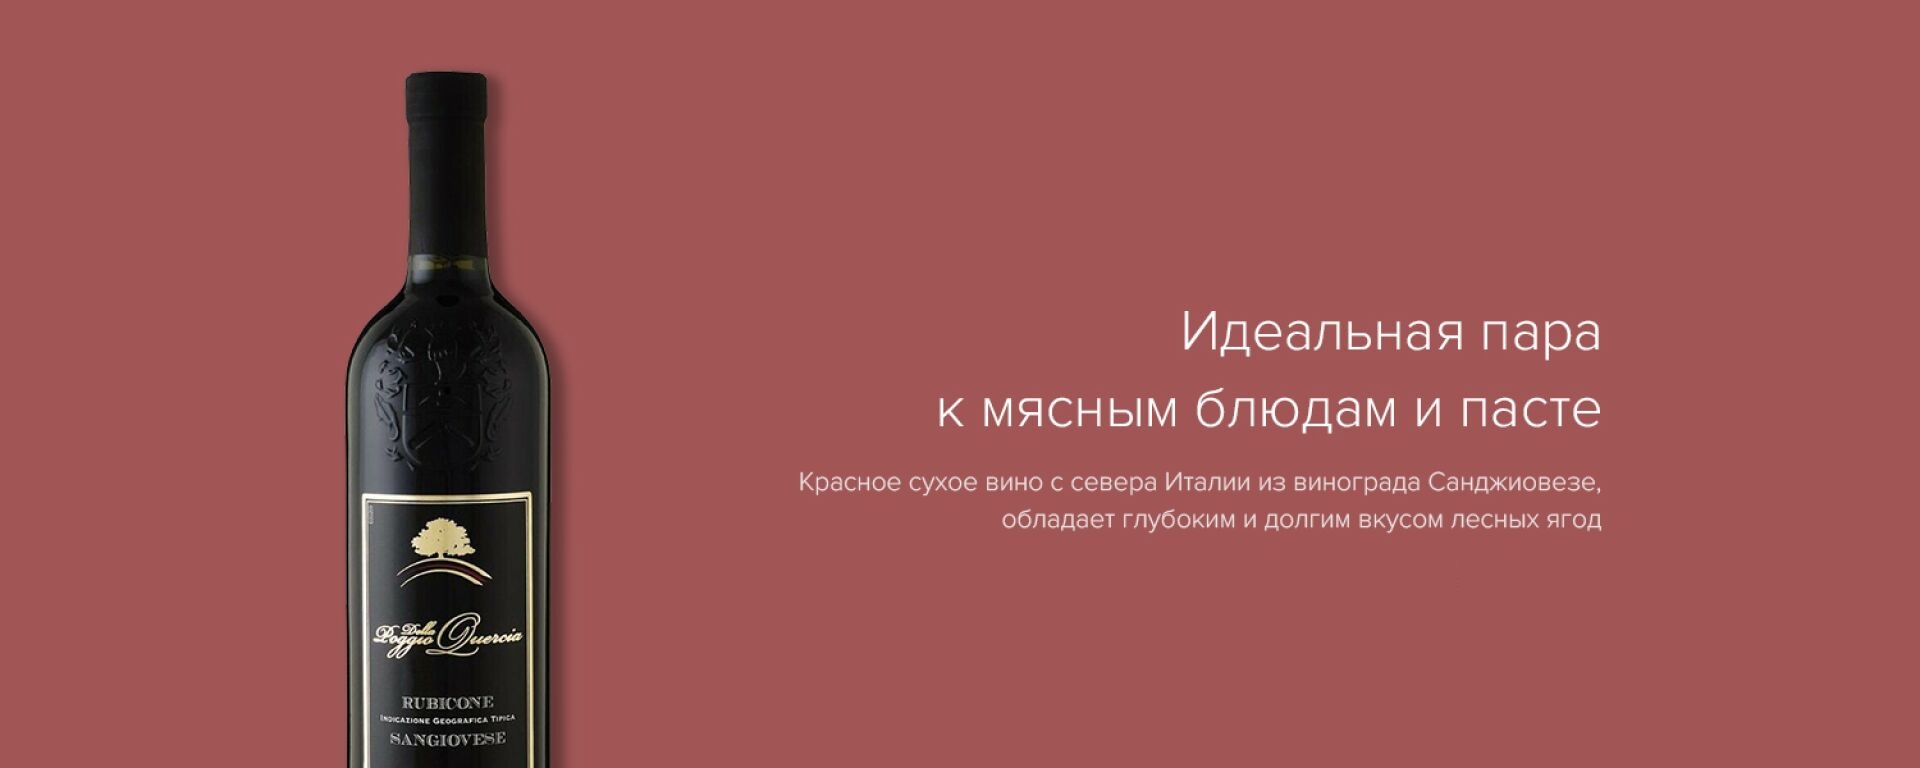 Идеальная пара
к мясным блюдам и пасте
Красное сухое вино с севера Италии из винограда Санджиовезе,
обладает глубоким и долгим вкусом лесных ягод
Poggio Della Quercia
RUBICONE
INDICAZIONE GEOGRAFICA TIPICA
SANGIOVESE